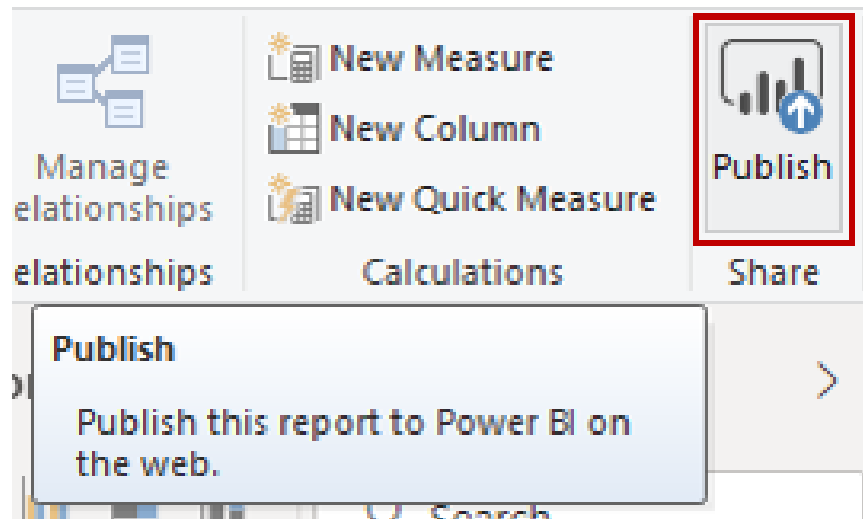 Manage
elationships
New Measure
New Column
New Quick Measure
Publish
elationships
Calculations
Share
Publish
Publish this report to Power BI on
the web.
Search